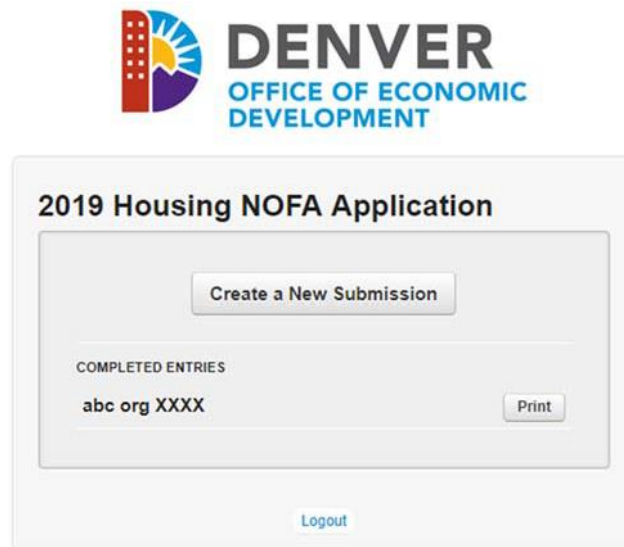 DENVER
OFFICE OF ECONOMIC
DEVELOPMENT
2019 Housing NOFA Application
Create a New Submission
COMPLETED ENTRIES
abc org XXXX
Print
Logout